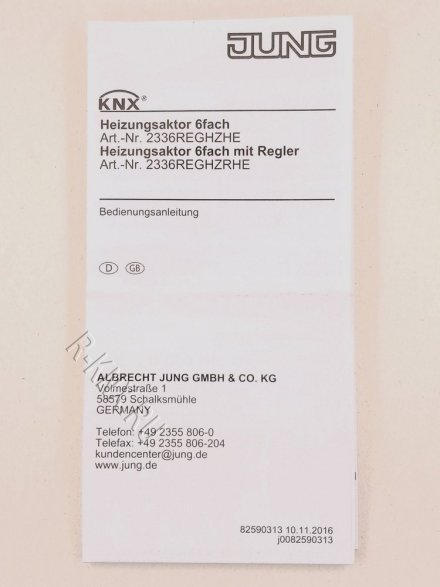 JUNG
KNX®
Heizungsaktor 6fach
Art.-Nr. 2336REGHZHE
Heizungsaktor 6fach mit Regler
Art.-Nr. 2336REGHZRHE
Bedienungsanleitung
D GB
ALBRECHT JUNG GMBH & CO. KG
Volmestraße 1
58579 Schalksmühle
GERMANY
Telefon: +49 2355 806-0
Telefax: +49 2355 806-204
kundencenter@jung.de
www.jung.de
82590313 10.11.2016
j0082590313